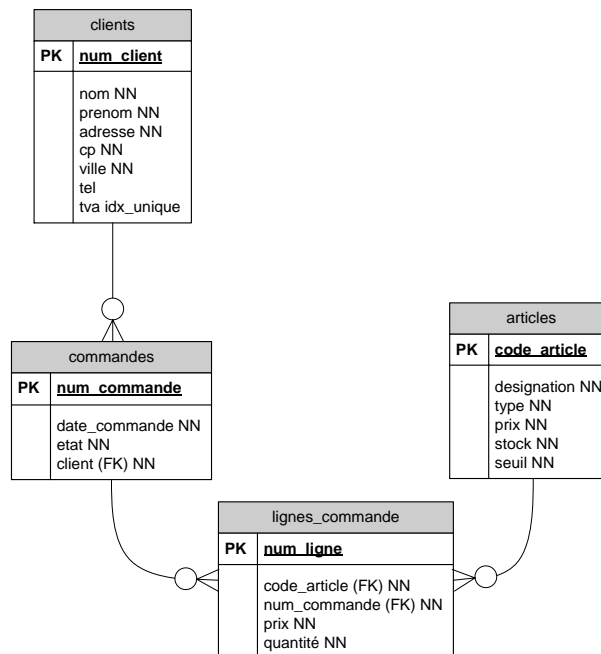 clients
PK num_client
nom NN
prenom NN
adresse NN
cp NN
ville NN
tel
tva idx_unique
commandes
PK num_commande
date_commande NN
etat NN
client (FK) NN
articles
PK code_article
designation NN
type NN
prix NN
stock NN
seuil NN
lignes_commande
PK num_ligne
code_article (FK) NN
num_commande (FK) NN
prix NN
quantité NN